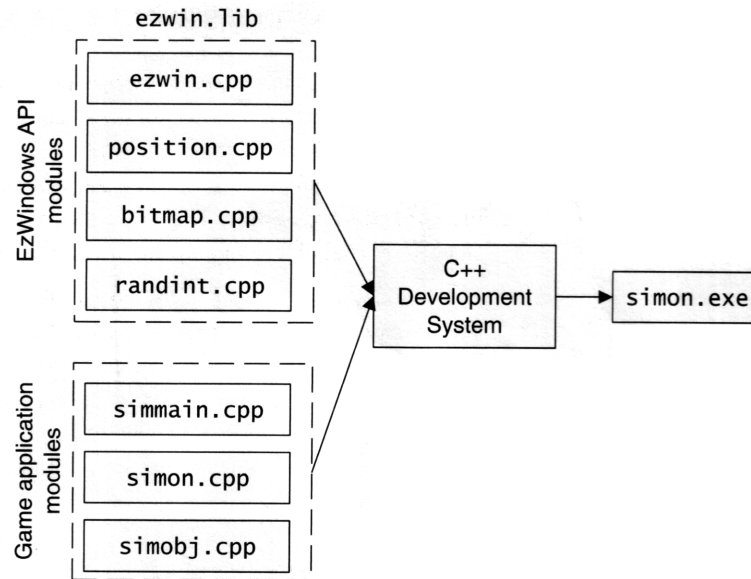 ezwin.lib
EzWindows API
modules
ezwin.cpp
position.cpp
bitmap.cpp
randint.cpp
Game application
modules
simmain.cpp
simon.cpp
simobj.cpp
C++
Development
System
simon.exe